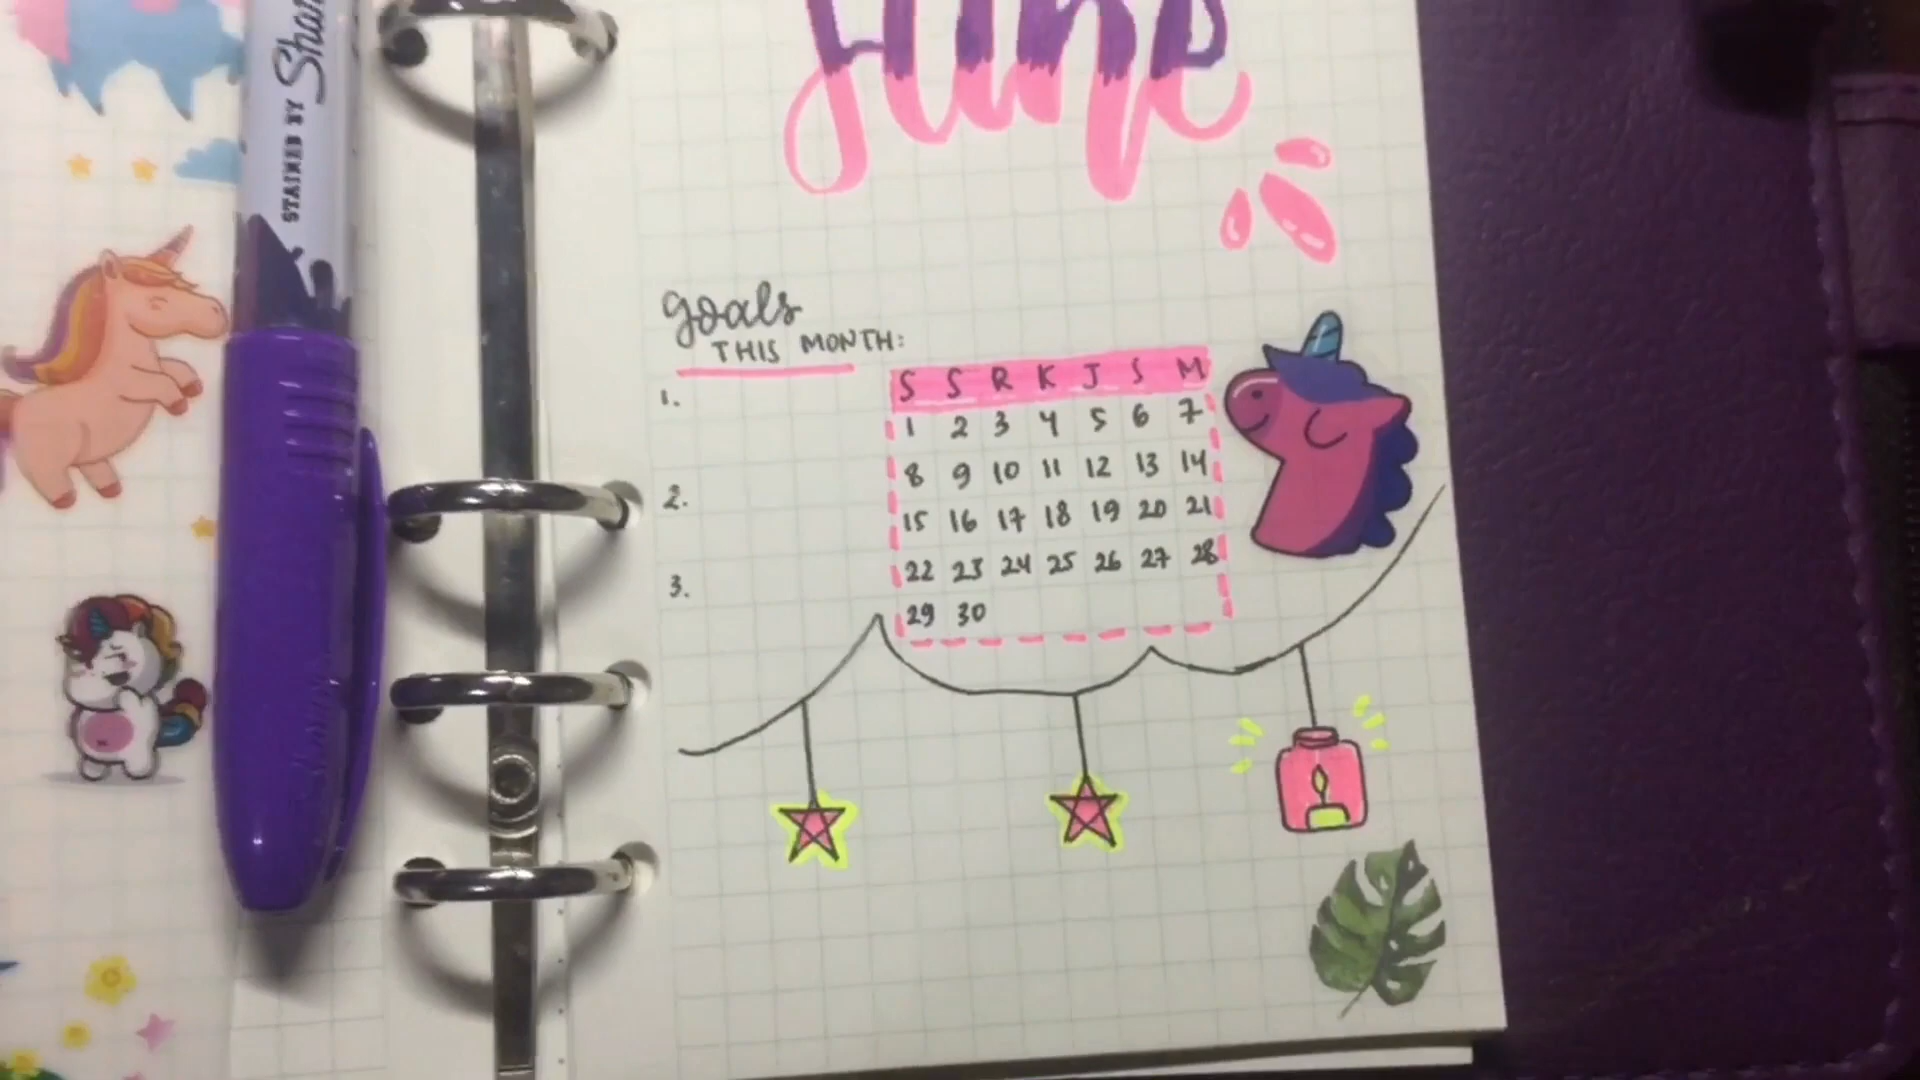 June
STAINED BY Shar
goals
THIS MONTH:
1.
2.
3.
S S R K J S M
1 2 3 4 5 6 7
8 9 10 11 12 13 14
15 16 17 18 19 20 21
22 23 24 25 26 27 28
29 30